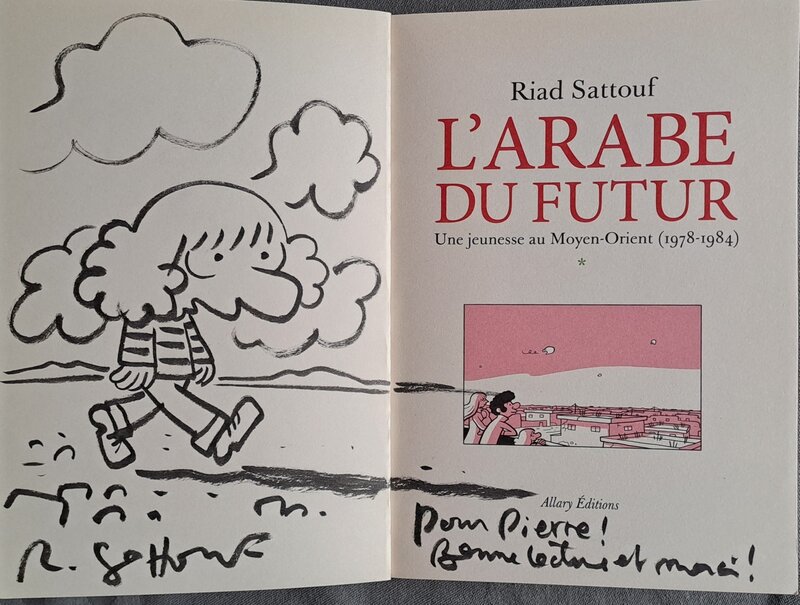 R. Sattouf
Riad Sattouf
L'ARABE
DU FUTUR
Une jeunesse au Moyen-Orient (1978-1984)
*
Allary Éditions
Pour Pierre !
Bonne lecture et merci !